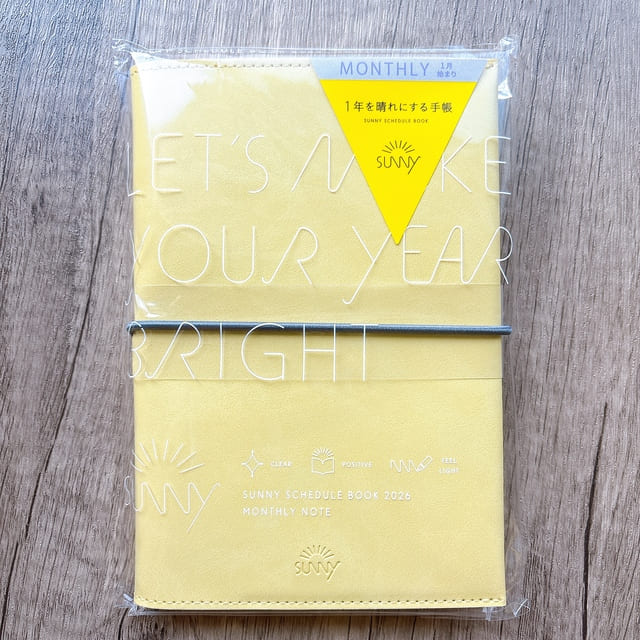 MONTHLY 1月始まり
1年を晴れにする手帳
SUNNY SCHEDULE BOOK
SUNNY
LET'S MAKE
YOUR YEAR
BRIGHT
CLEAR
POSITIVE
FEEL LIGHT
SUNNY
SUNNY SCHEDULE BOOK 2026
MONTHLY NOTE
SUNNY